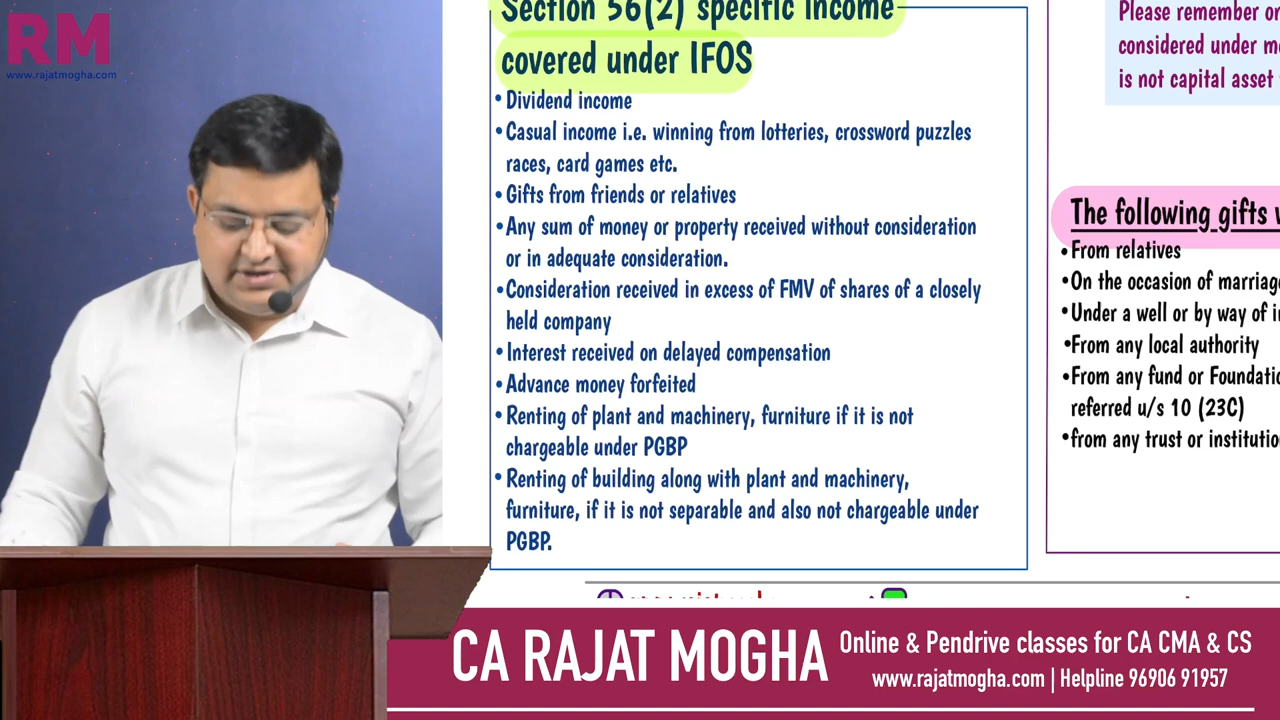 RM
www.rajatmogha.com
Section 56(2) specific income
covered under IFOS
• Dividend income
• Casual income i.e. winning from lotteries, crossword puzzles
races, card games etc.
• Gifts from friends or relatives
• Any sum of money or property received without consideration
or in adequate consideration.
• Consideration received in excess of FMV of shares of a closely
held company
• Interest received on delayed compensation
• Advance money forfeited
• Renting of plant and machinery, furniture if it is not
chargeable under PGBP
• Renting of building along with plant and machinery,
furniture, if it is not separable and also not chargeable under
PGBP.
Please remember
considered under
is not capital asset
The following gifts
• From relatives
• On the occasion of
• Under a well or by way of
• From any local authority
• From any fund or
referred u/s 10 (23C)
• from any trust or
CA RAJAT MOGHA
Online & Pendrive classes for CA CMA & CS
www.rajatmogha.com | Helpline 96906 91957